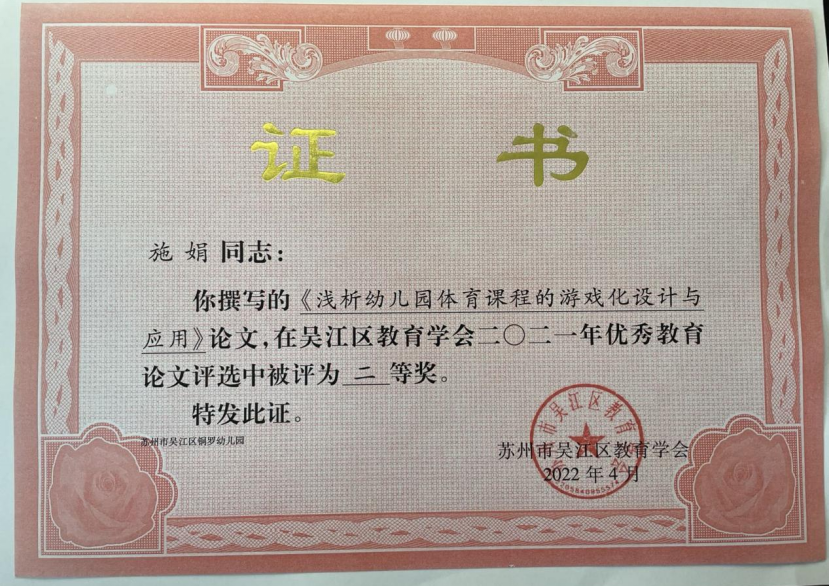 证 书
施娟同志：
你撰写的《浅析幼儿园体育课程的游戏化设计与
应用》论文，在吴江区教育学会二〇二一年优秀教育
论文评选中被评为 二 等奖。
特发此证。
苏州市吴江区铜罗幼儿园
苏州市吴江区教育学会
2022 年 4 月